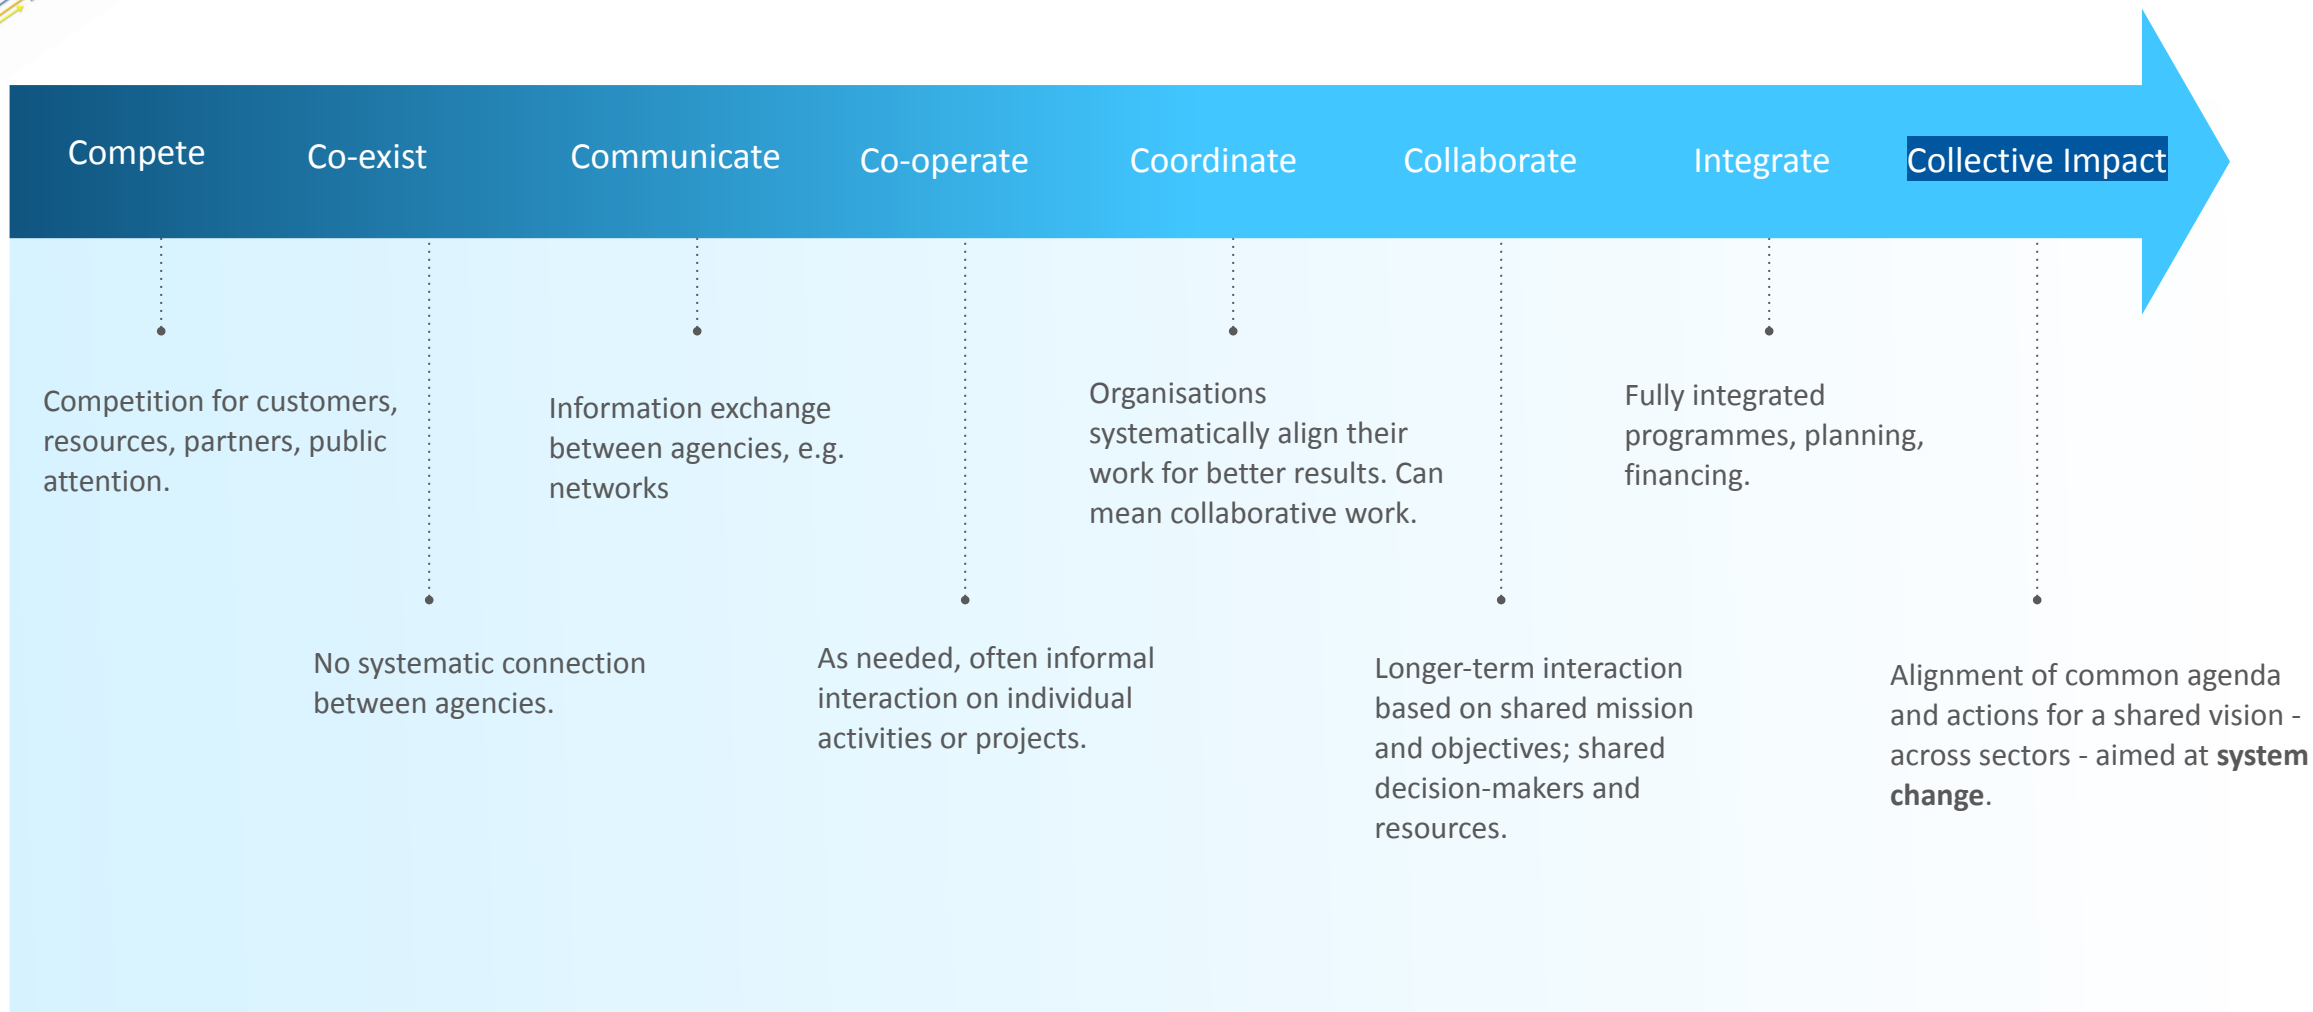 Compete
Co-exist
Communicate
Co-operate
Coordinate
Collaborate
Integrate
Collective Impact
Competition for customers,
resources, partners, public
attention.
No systematic connection
between agencies.
Information exchange
between agencies, e.g.
networks
As needed, often informal
interaction on individual
activities or projects.
Organisations
systematically align their
work for better results. Can
mean collaborative work.
Longer-term interaction
based on shared mission
and objectives; shared
decision-makers and
resources.
Fully integrated
programmes, planning,
financing.
Alignment of common agenda
and actions for a shared vision -
across sectors - aimed at system
change.